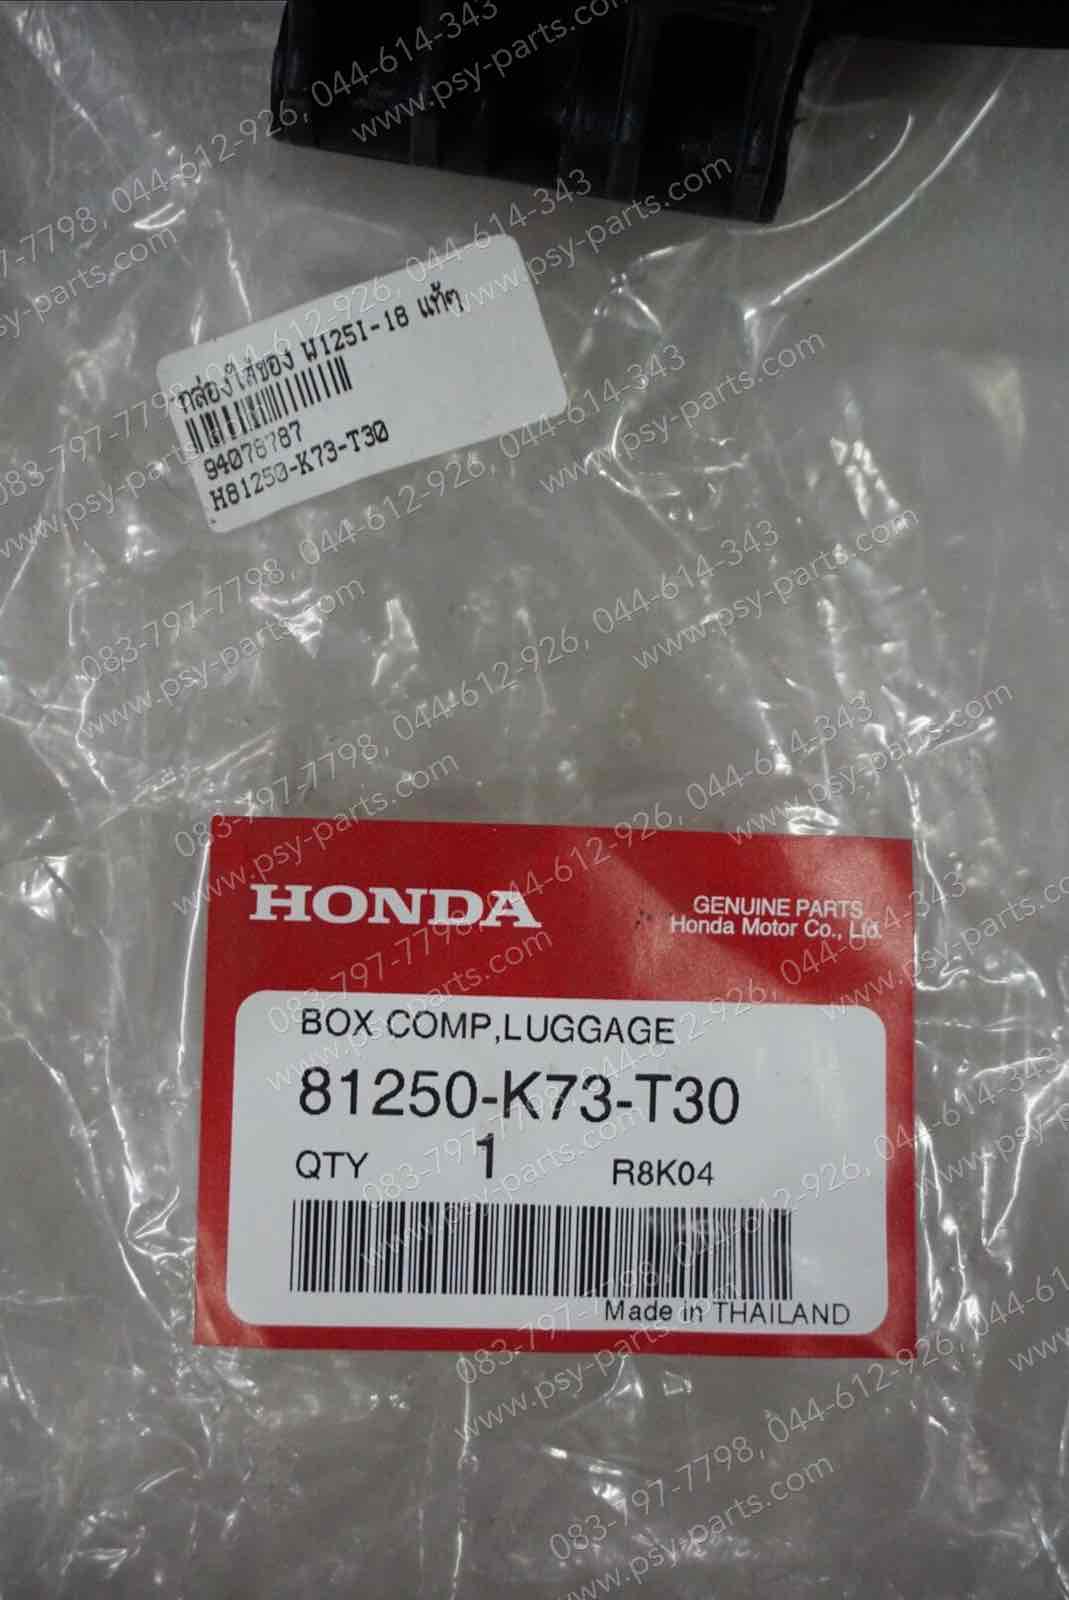 กล่องใส่ของ W125I-18 แท้ๆ
94078787
H81250-K73-T30
HONDA
GENUINE PARTS
Honda Motor Co., Ltd.
BOX COMP,LUGGAGE
81250-K73-T30
QTY 1 R8K04
Made in THAILAND
083-797-7798, 044-612-926, 044-614-343
www.psy-parts.com